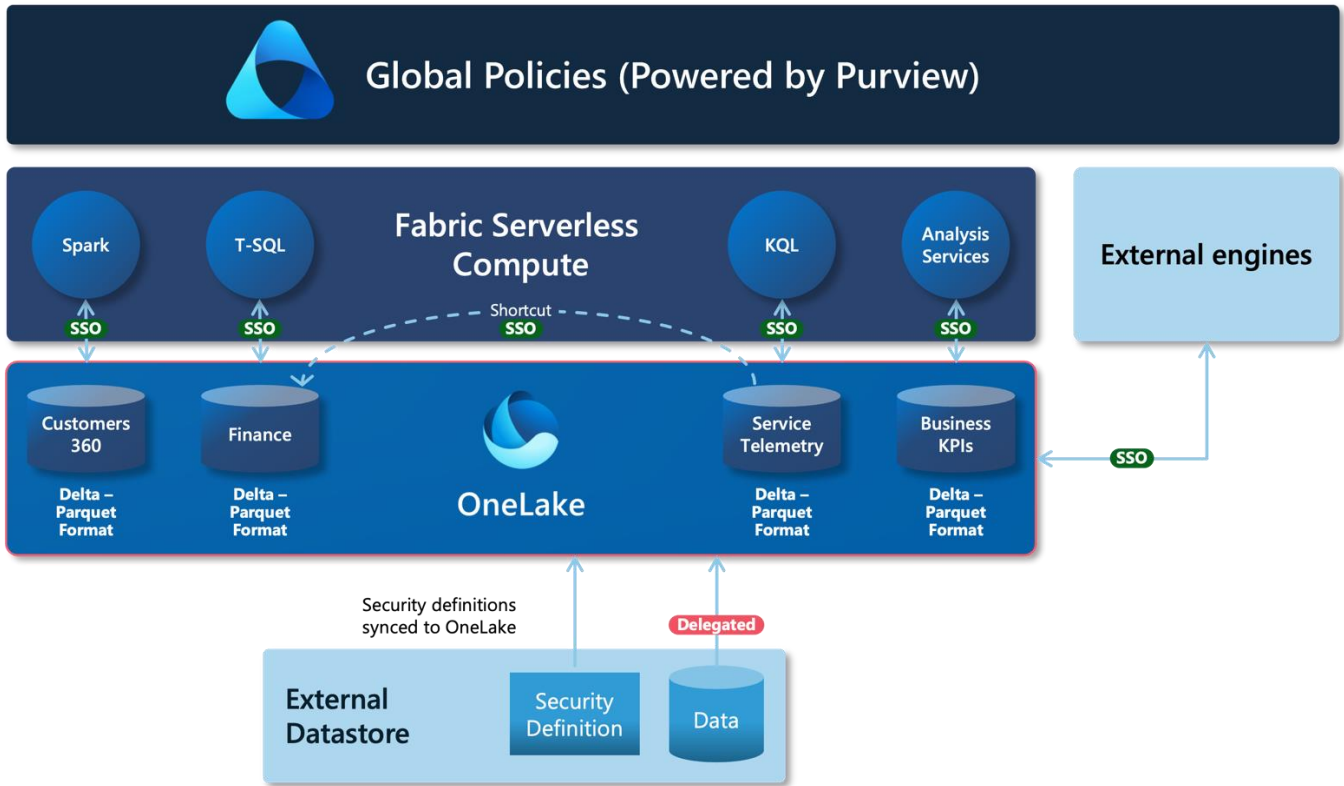 Global Policies (Powered by Purview)
Spark
T-SQL
Fabric Serverless
Compute
KQL
Analysis
Services
External engines
SSO
SSO
Shortcut
SSO
SSO
SSO
Customers
360
Finance
OneLake
Service
Telemetry
Business
KPIs
SSO
Delta –
Parquet
Format
Delta –
Parquet
Format
Delta –
Parquet
Format
Delta –
Parquet
Format
Security definitions
synced to OneLake
Delegated
External
Datastore
Security
Definition
Data